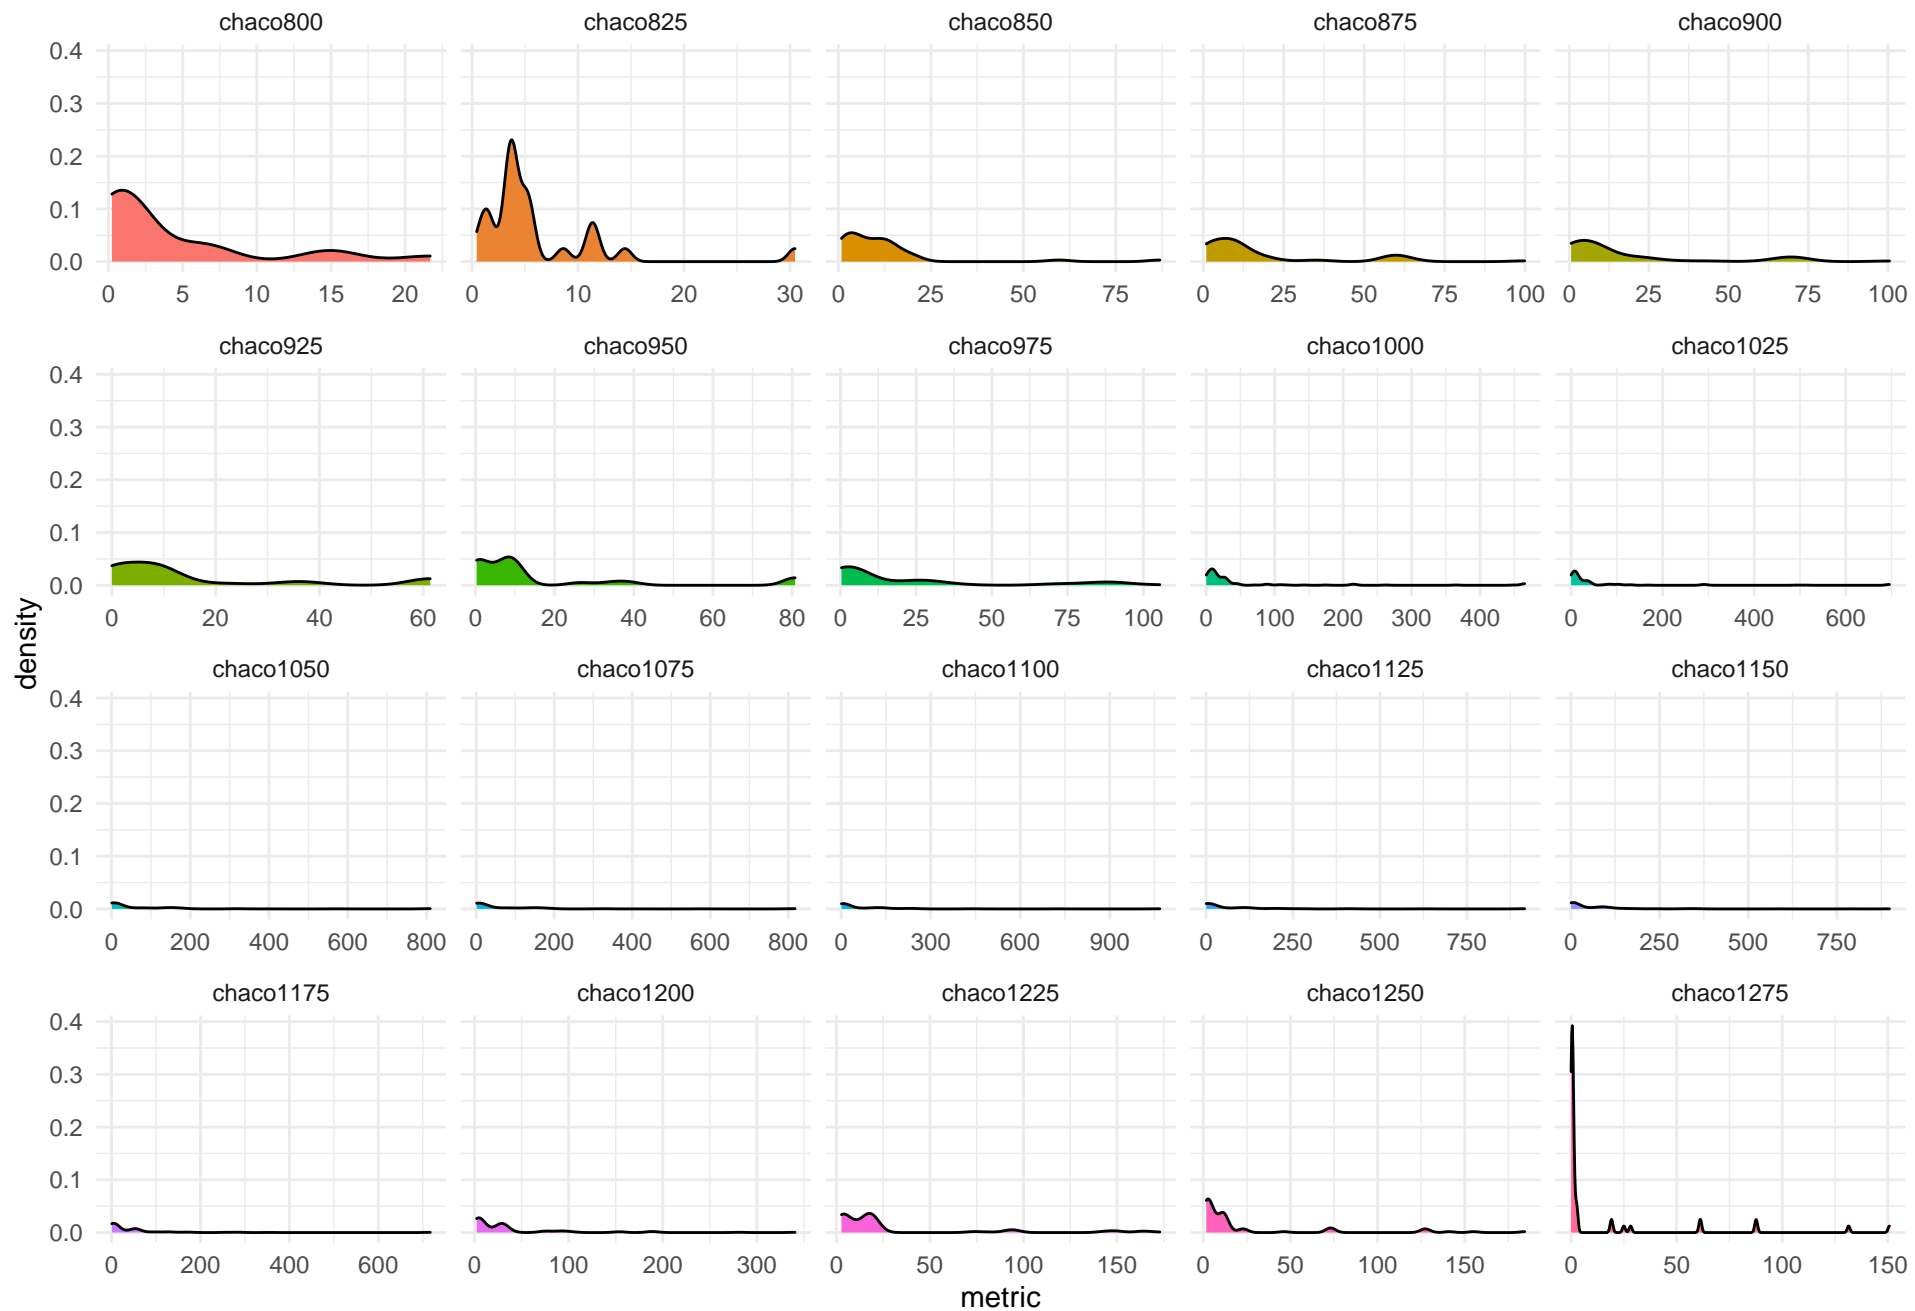 chaco800 chaco825 chaco850 chaco875 chaco900
0.4
0.3
0.2
0.1
0.0
0 5 10 15 20 0 10 20 30 0 25 50 75 0 25 50 75 100 0 25 50 75 100
chaco925 chaco950 chaco975 chaco1000 chaco1025
0.4
0.3
0.2
0.1
0.0
0 20 40 60 0 20 40 60 80 0 25 50 75 100 0 100 200 300 400 0 200 400 600
density
chaco1050 chaco1075 chaco1100 chaco1125 chaco1150
0.4
0.3
0.2
0.1
0.0
0 200 400 600 800 0 200 400 600 800 0 300 600 900 0 250 500 750 0 250 500 750
chaco1175 chaco1200 chaco1225 chaco1250 chaco1275
0.4
0.3
0.2
0.1
0.0
0 200 400 600 0 100 200 300 0 50 100 150 0 50 100 150 0 50 100 150
metric